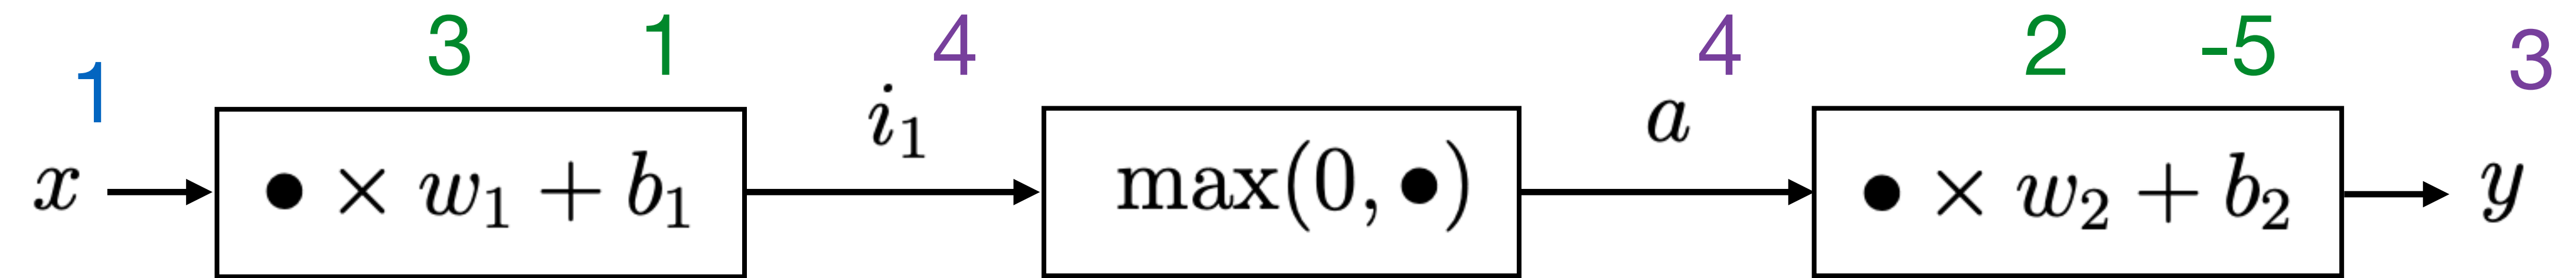 3 1 4 4 2 -5 3
1 i₁ a
x • × w₁ + b₁ max(0, •) • × w₂ + b₂ y